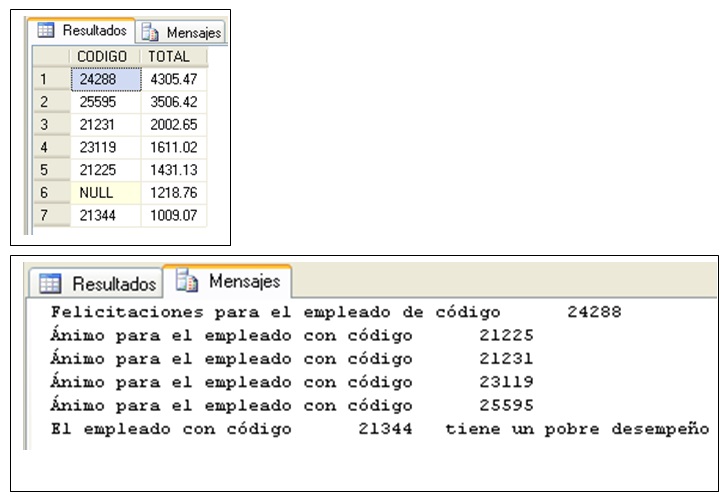 Resultados Mensajes
CODIGO TOTAL
1 24288 4305.47
2 25595 3506.42
3 21231 2002.65
4 23119 1611.02
5 21225 1431.13
6 NULL 1218.76
7 21344 1009.07
Resultados Mensajes
Felicitaciones para el empleado de código 24288
Ánimo para el empleado con código 21225
Ánimo para el empleado con código 21231
Ánimo para el empleado con código 23119
Ánimo para el empleado con código 25595
El empleado con código 21344 tiene un pobre desempeño